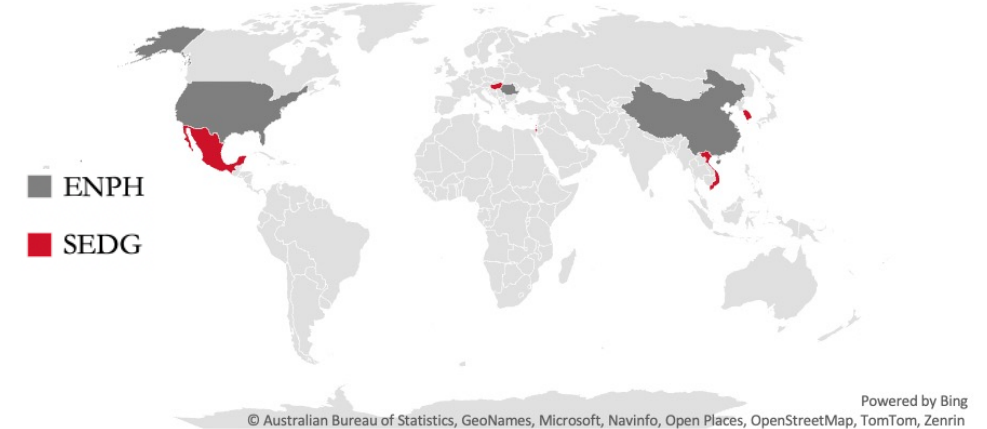 ENPH
SEDG
Powered by Bing
© Australian Bureau of Statistics, GeoNames, Microsoft, Navinfo, Open Places, OpenStreetMap, TomTom, Zenrin